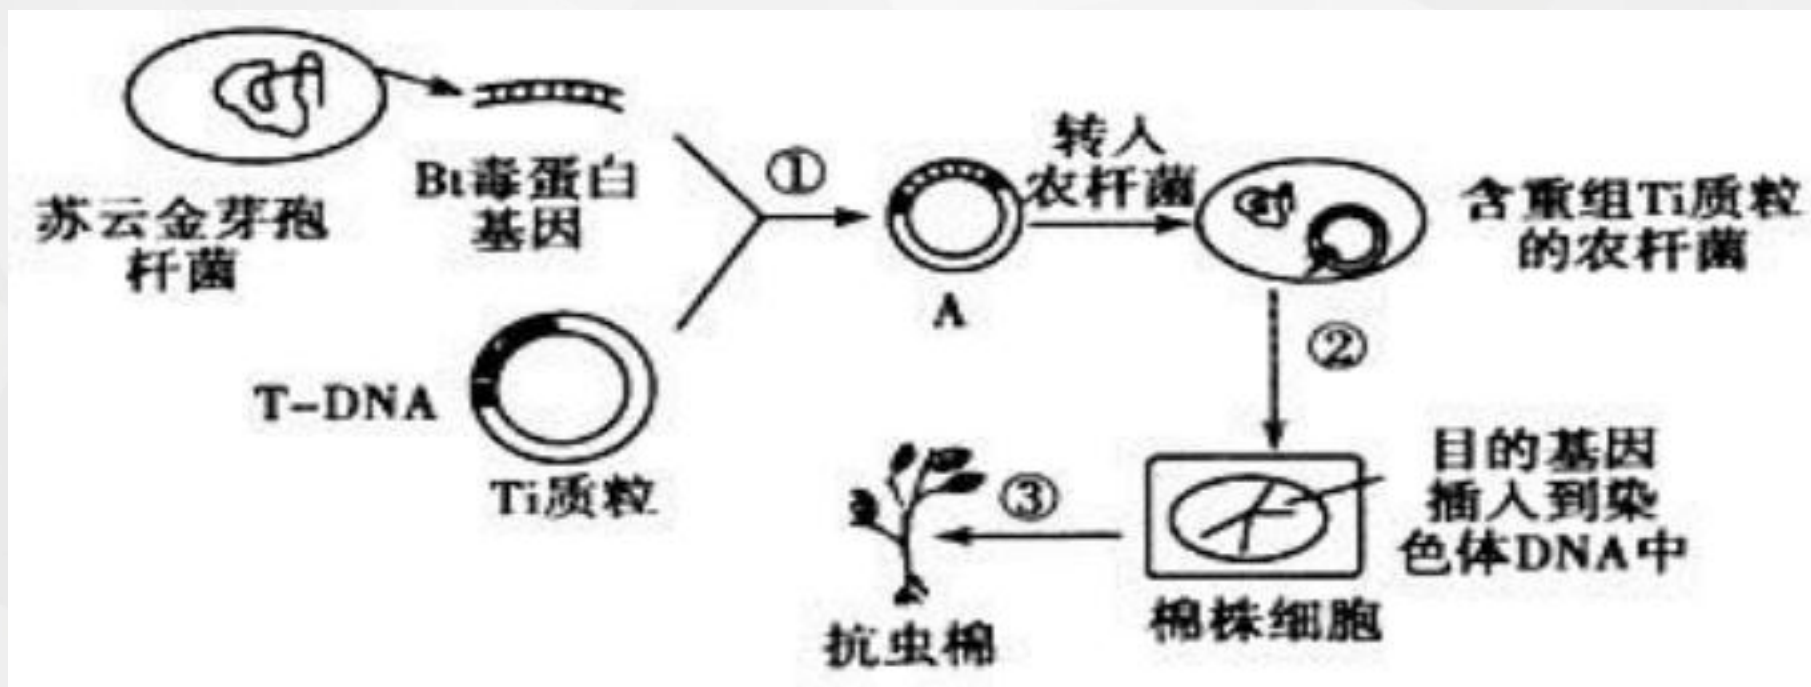 苏云金芽孢
杆菌
Bt毒蛋白
基因
①
T-DNA
Ti质粒
A
转入
农杆菌
含重组Ti质粒
的农杆菌
②
目的基因
插入到染
色体DNA中
棉株细胞
③
抗虫棉